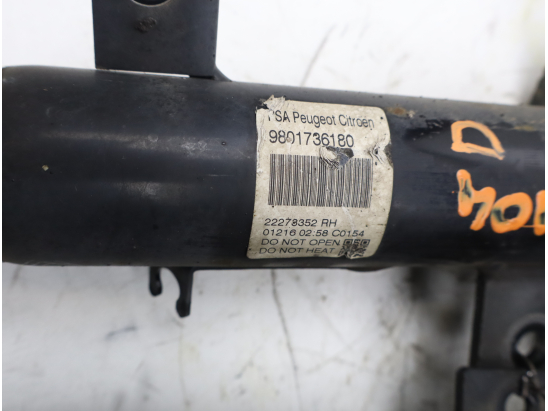 PSA Peugeot Citroen
9801736180
22278352 RH
01216 02.58 C0154
DO NOT OPEN
DO NOT HEAT
D